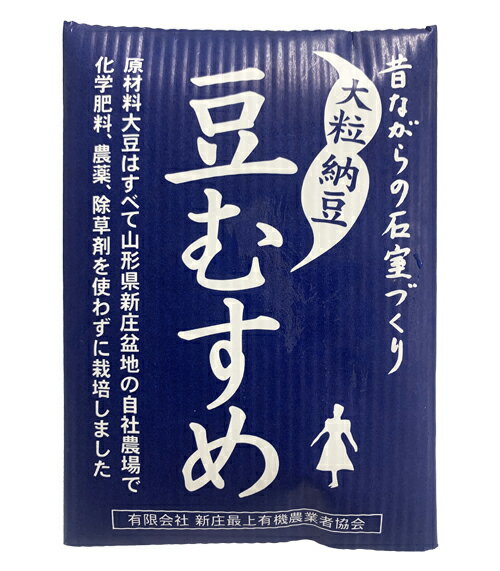 昔ながらの石室づくり
大粒納豆
豆むすめ
原材料大豆はすべて山形県新庄盆地の自社農場で
化学肥料、農薬、除草剤を使わずに栽培しました
有限会社 新庄最上有機農業者協会